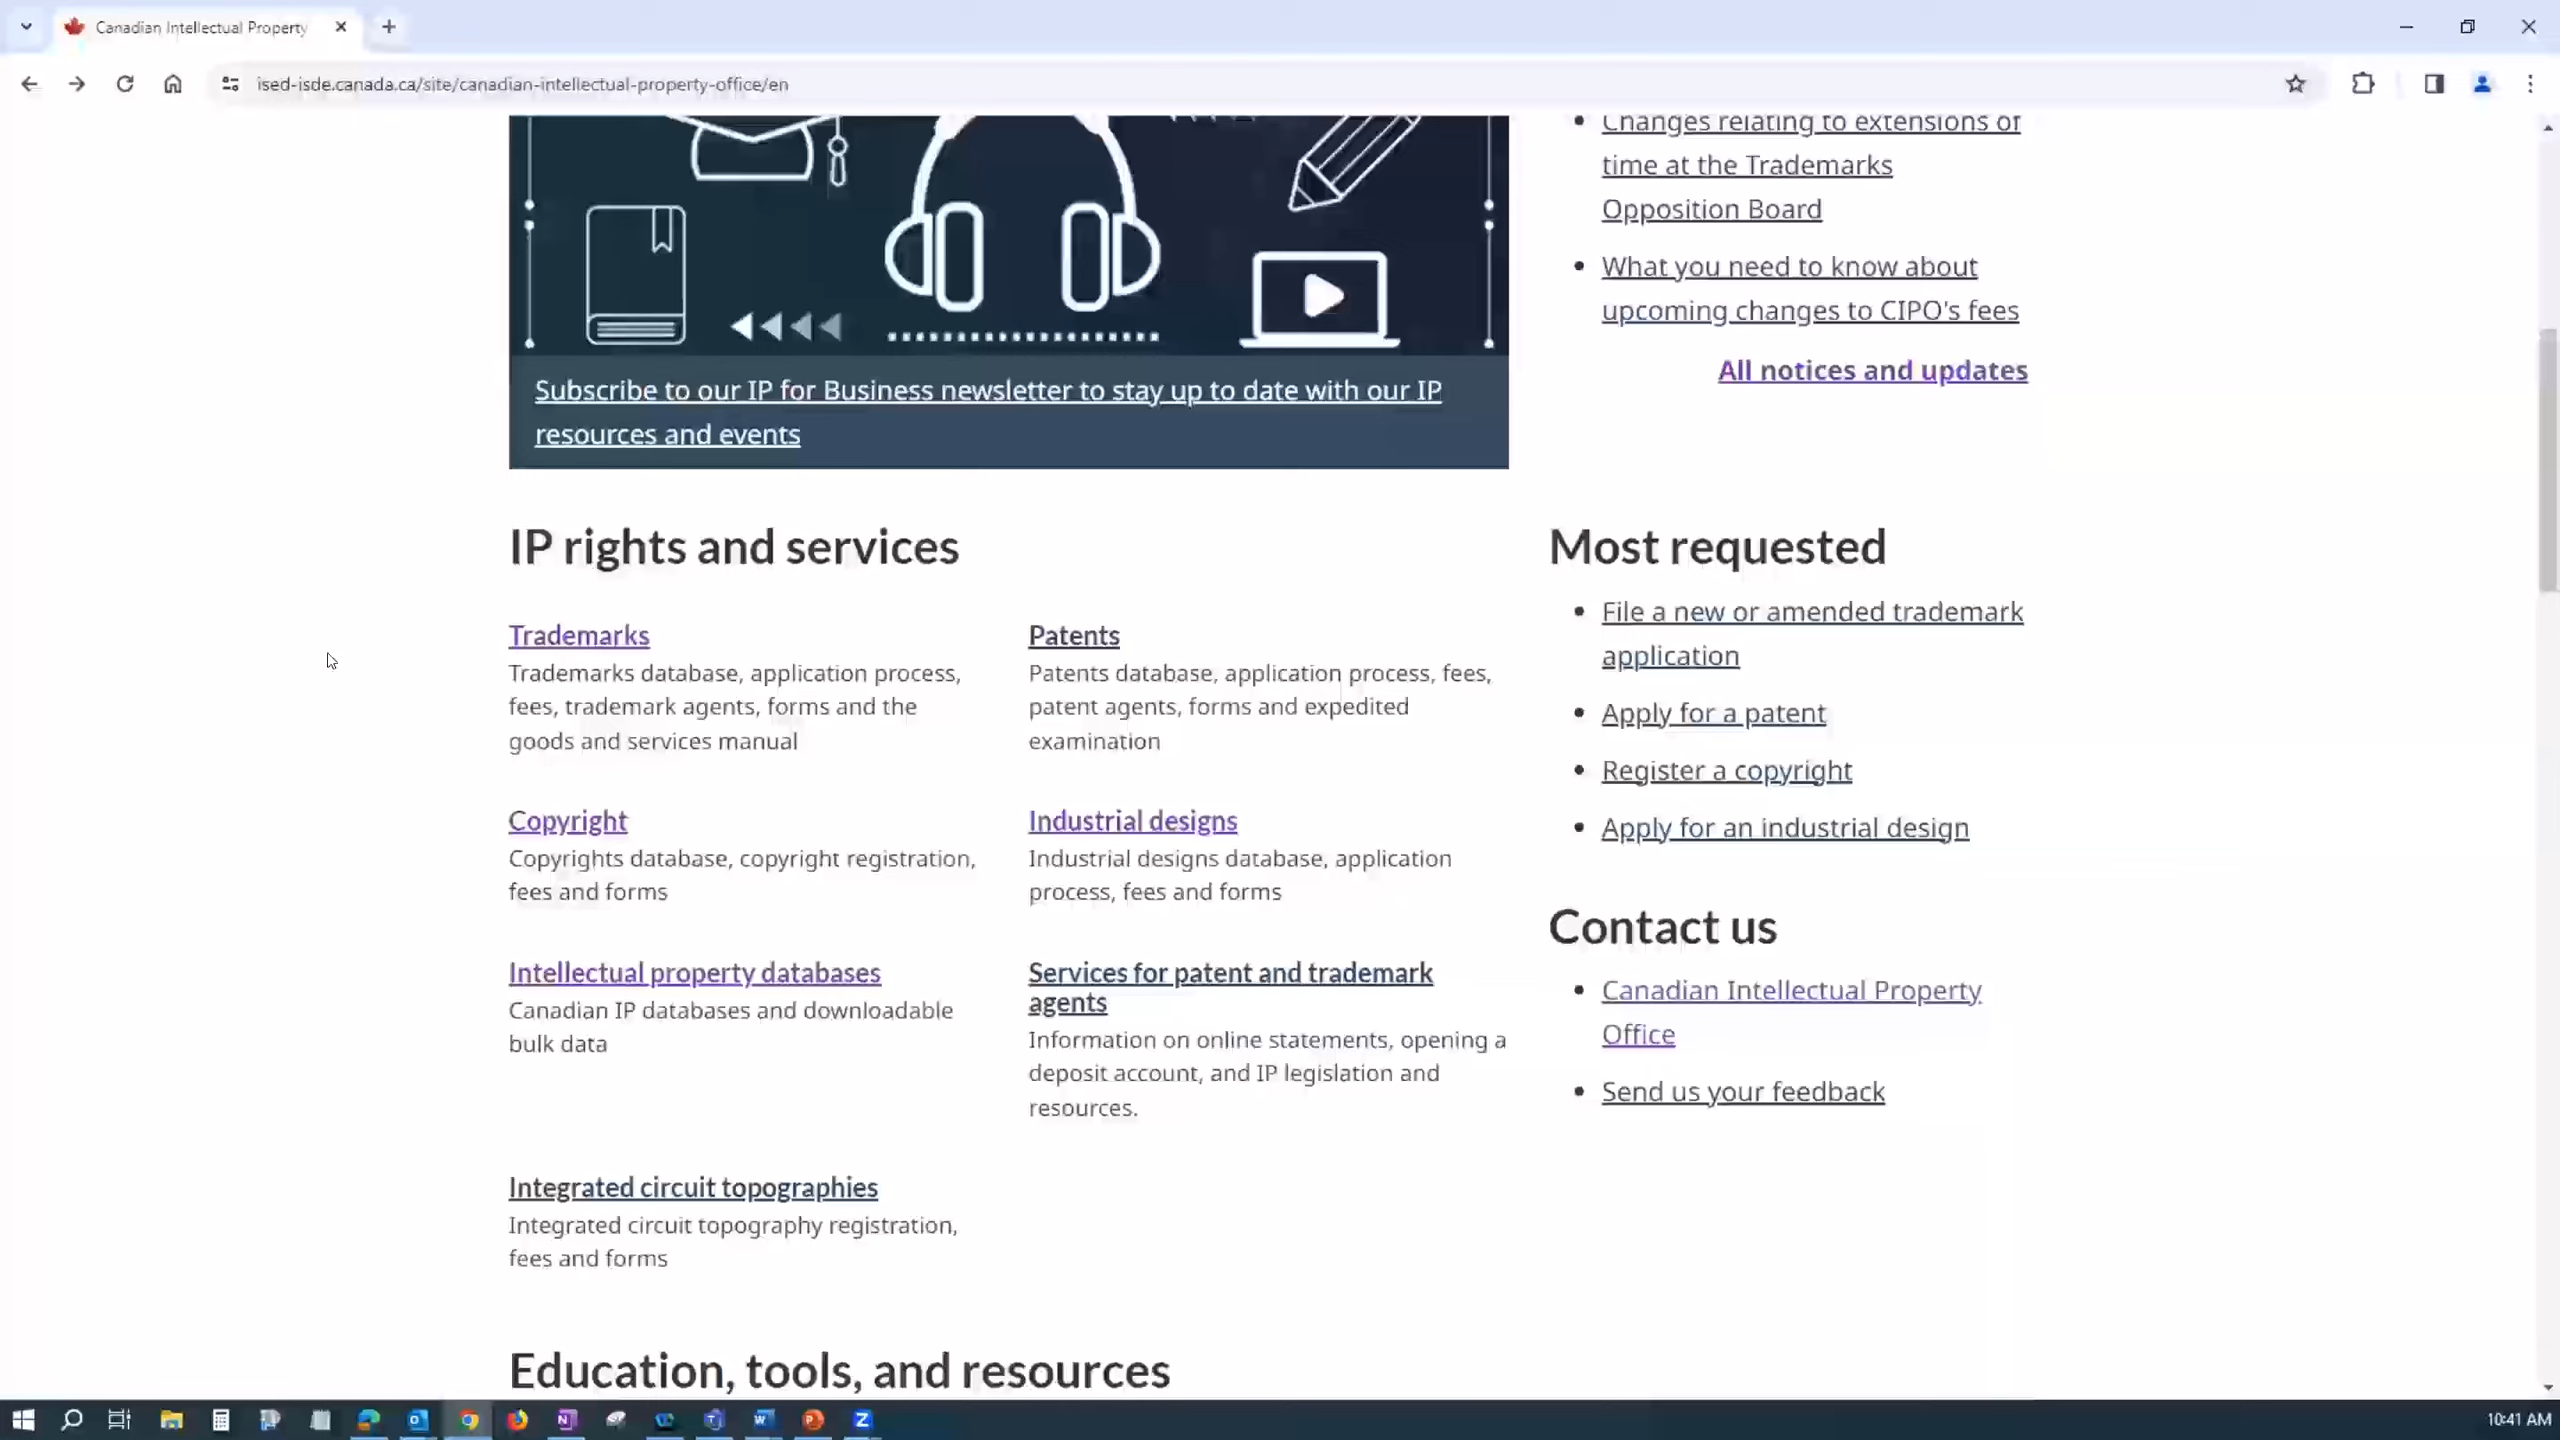 Canadian Intellectual Property
ised-isde.canada.ca/site/canadian-intellectual-property-office/en
Subscribe to our IP for Business newsletter to stay up to date with our IP
resources and events
Changes relating to extensions of
time at the Trademarks
Opposition Board
What you need to know about
upcoming changes to CIPO's fees
All notices and updates
IP rights and services
Trademarks
Trademarks database, application process,
fees, trademark agents, forms and the
goods and services manual
Patents
Patents database, application process, fees,
patent agents, forms and expedited
examination
Copyright
Copyrights database, copyright registration,
fees and forms
Industrial designs
Industrial designs database, application
process, fees and forms
Intellectual property databases
Canadian IP databases and downloadable
bulk data
Services for patent and trademark
agents
Information on online statements, opening a
deposit account, and IP legislation and
resources.
Integrated circuit topographies
Integrated circuit topography registration,
fees and forms
Most requested
File a new or amended trademark
application
Apply for a patent
Register a copyright
Apply for an industrial design
Contact us
Canadian Intellectual Property
Office
Send us your feedback
Education, tools, and resources
10:41 AM